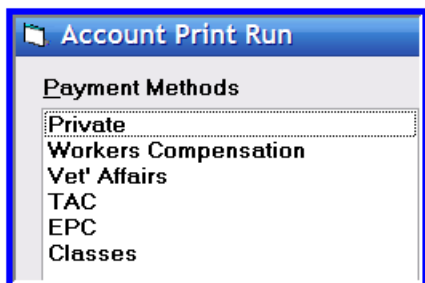 Account Print Run
Payment Methods
Private
Workers Compensation
Vet' Affairs
TAC
EPC
Classes